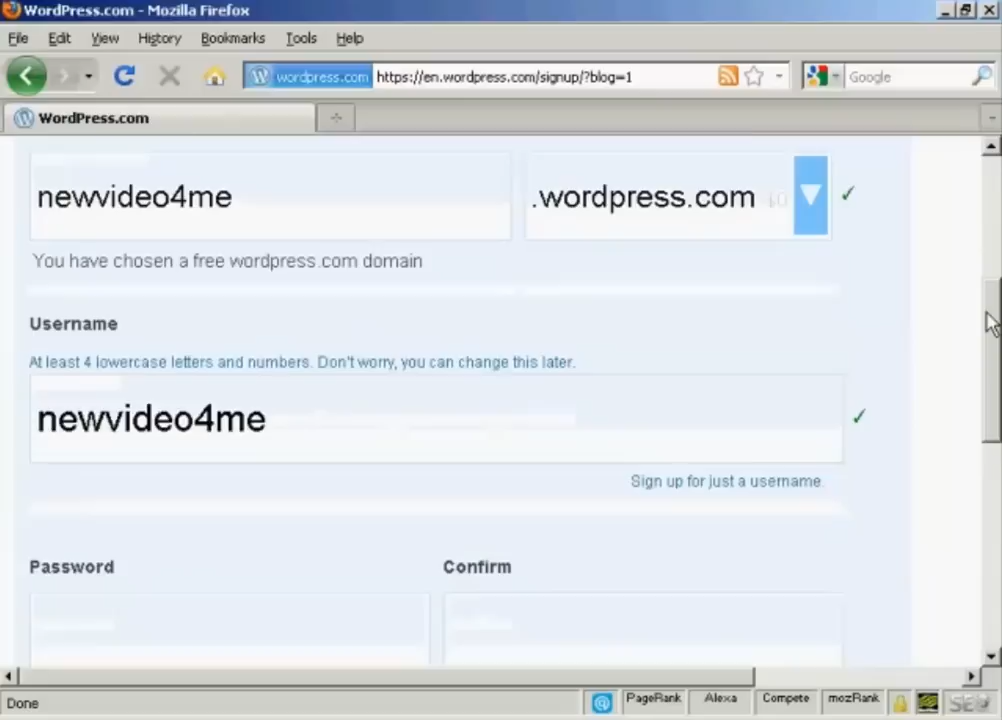 WordPress.com - Mozilla Firefox
File Edit View History Bookmarks Tools Help
wordpress.com https://en.wordpress.com/signup/?blog=1 Google
WordPress.com
newvideo4me .wordpress.com
You have chosen a free wordpress.com domain
Username
At least 4 lowercase letters and numbers. Don't worry, you can change this later.
newvideo4me
Sign up for just a username.
Password Confirm
Done PageRank Alexa Compete mozRank